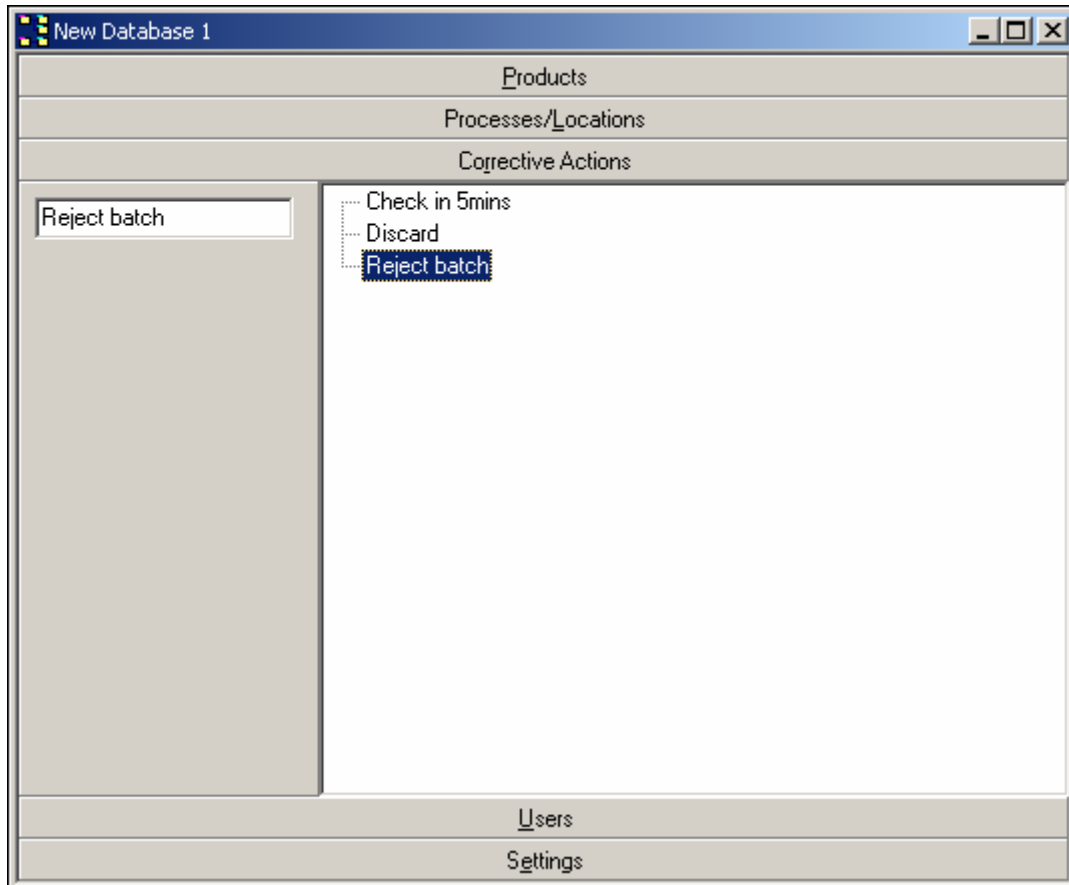 New Database 1
Products
Processes/Locations
Corrective Actions
Reject batch
Check in 5mins
Discard
Reject batch
Users
Settings